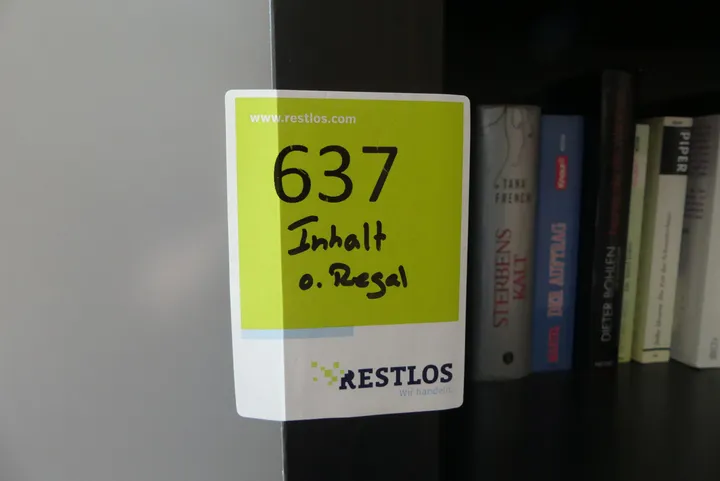 www.restlos.com
637
Inhalt
o. Regal
RESTLOS
Wir handeln.
TANA
FRENCH
STERBENS
KALT
DER AUFTRAG
DIETER BOHLEN
PIPER